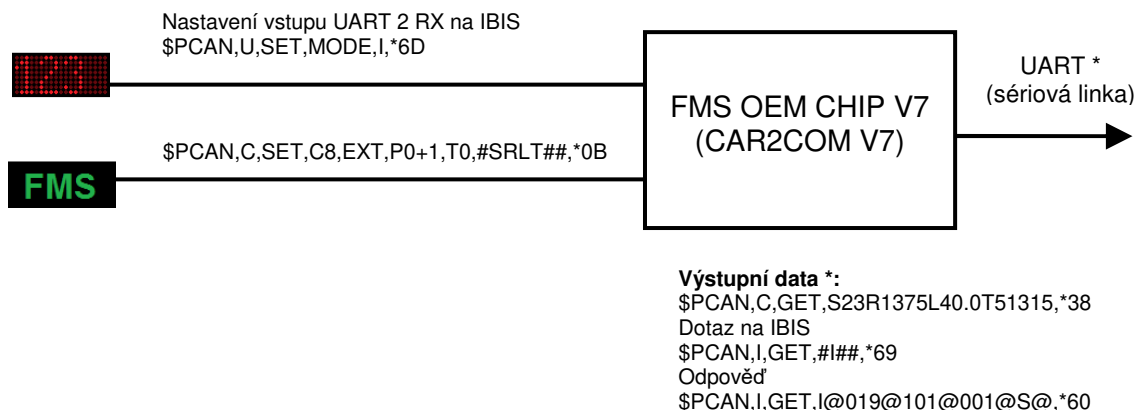 Nastavení vstupu UART 2 RX na IBIS
$PCAN,U,SET,MODE,I,*6D
123
$PCAN,C,SET,C8,EXT,P0+1,T0,#SRLT##,*0B
FMS
FMS OEM CHIP V7
(CAR2COM V7)
UART *
(sériová linka)
Výstupní data *:
$PCAN,C,GET,S23R1375L40.0T51315,*38
Dotaz na IBIS
$PCAN,I,GET,#I##,*69
Odpověď
$PCAN,I,GET,I@019@101@001@S@,*60